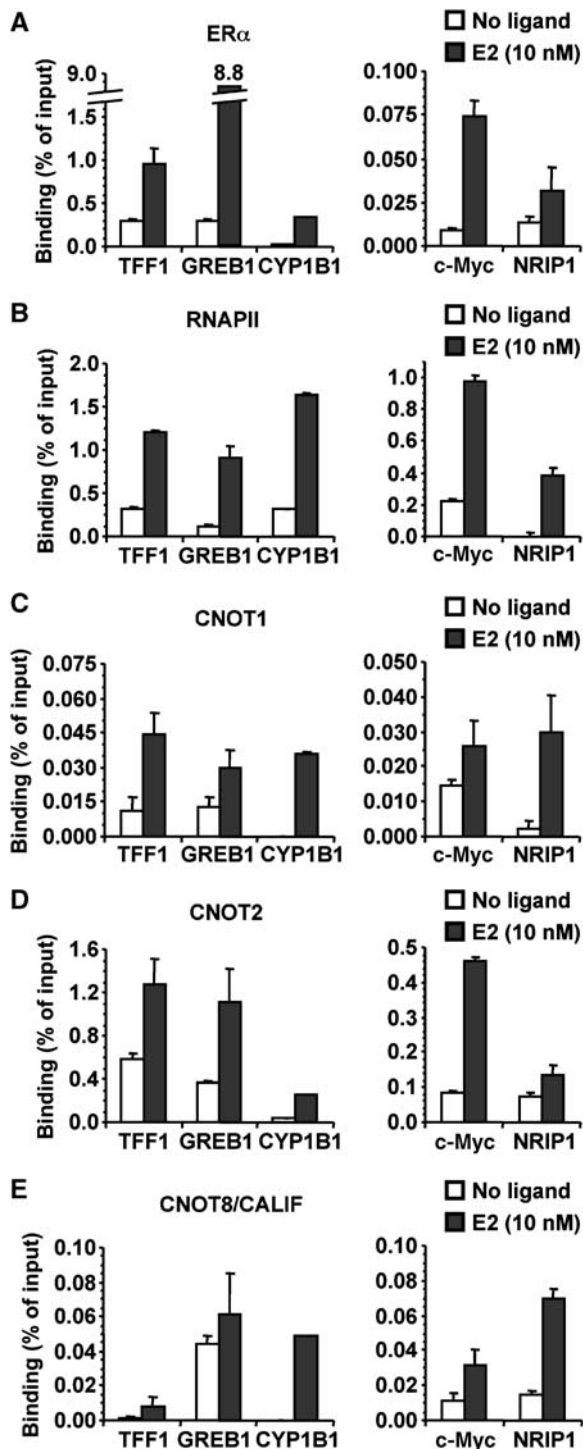 A
ERα
No ligand
E2 (10 nM)
Binding (% of input)
9.0
1.0
0.5
0.0
8.8
TFF1 GREB1 CYP1B1
0.100
0.075
0.050
0.025
0.000
c-Myc NRIP1
B
RNAPII
No ligand
E2 (10 nM)
Binding (% of input)
2.0
1.5
1.0
0.5
0.0
TFF1 GREB1 CYP1B1
1.0
0.8
0.6
0.4
0.2
0.0
c-Myc NRIP1
C
CNOT1
No ligand
E2 (10 nM)
Binding (% of input)
0.075
0.060
0.045
0.030
0.015
0.000
TFF1 GREB1 CYP1B1
0.050
0.040
0.030
0.020
0.010
0.000
c-Myc NRIP1
D
CNOT2
No ligand
E2 (10 nM)
Binding (% of input)
1.6
1.2
0.8
0.4
0.0
TFF1 GREB1 CYP1B1
0.5
0.4
0.3
0.2
0.1
0.0
c-Myc NRIP1
E
CNOT8/CALIF
No ligand
E2 (10 nM)
Binding (% of input)
0.10
0.08
0.06
0.04
0.02
0.00
TFF1 GREB1 CYP1B1
0.10
0.08
0.06
0.04
0.02
0.00
c-Myc NRIP1